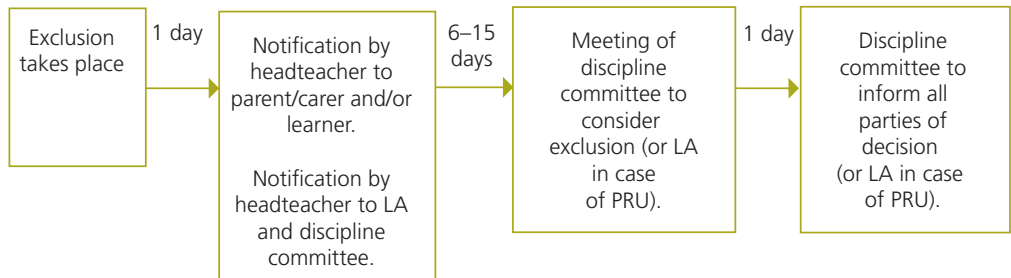 Exclusion
takes place
1 day
Notification by
headteacher to
parent/carer and/or
learner.
Notification by
headteacher to LA
and discipline
committee.
6–15
days
Meeting of
discipline
committee to
consider
exclusion (or LA
in case
of PRU).
1 day
Discipline
committee to
inform all
parties of
decision
(or LA in case
of PRU).